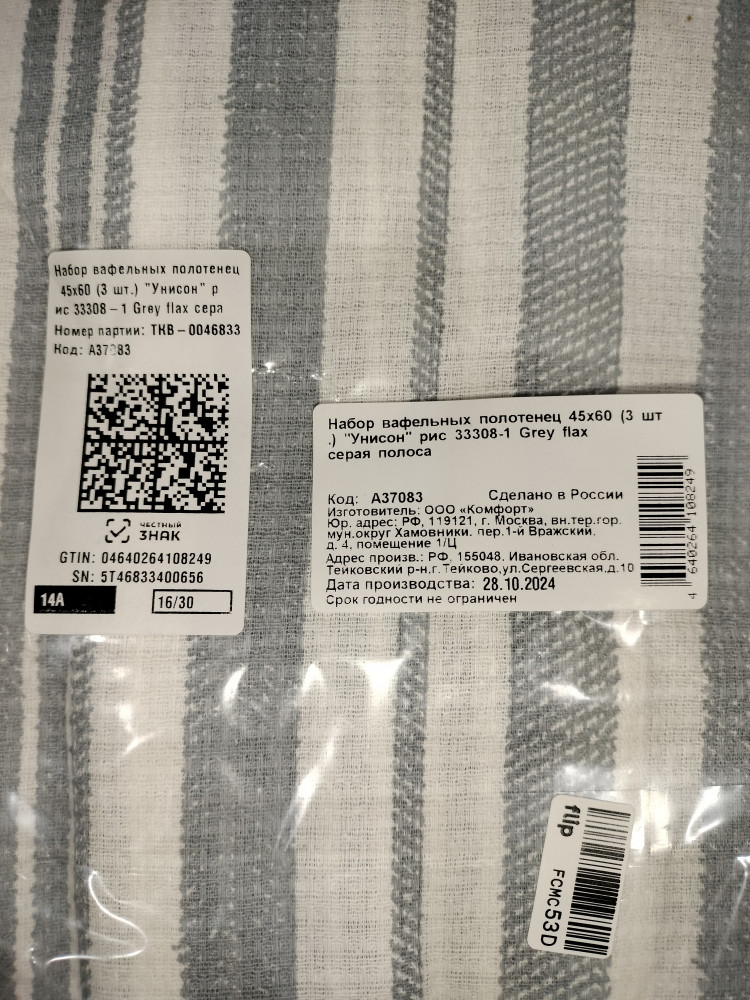 Набор вафельных полотенец
45х60 (3 шт.) "Унисон" р
ис 33308-1 Grey flax сера
Номер партии: ТКВ-0046833
Код: А37083
ЧЕСТНЫЙ
ЗНАК
GTIN: 04640264108249
SN: 5T46833400656
14А
16/30
Набор вафельных полотенец 45х60 (3 шт
.) "Унисон" рис 33308-1 Grey flax
серая полоса
Код: А37083 Сделано в России
Изготовитель: ООО «Комфорт»
Юр. адрес: РФ, 119121, г. Москва, вн.тер.гор.
мун.округ Хамовники, пер.1-й Вражский,
д. 4, помещение 1/Ц
Адрес произв.: РФ, 155048, Ивановская обл.
Тейковский р-н,г.Тейково,ул.Сергеевская,д.10
Дата производства: 28.10.2024
Срок годности не ограничен
4 640264 108249
flip
FCMC53D